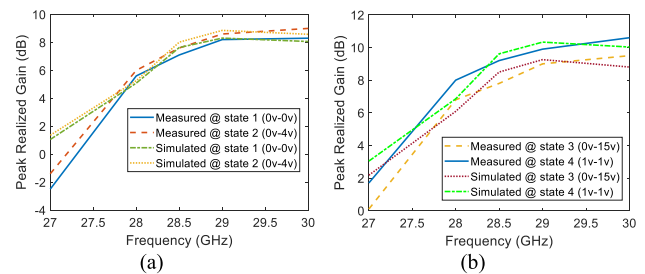 10
8
6
4
2
0
-2
-4
Peak Realized Gain (dB)
Measured @ state 1 (0v-0v)
Measured @ state 2 (0v-4v)
Simulated @ state 1 (0v-0v)
Simulated @ state 2 (0v-4v)
27 27.5 28 28.5 29 29.5 30
Frequency (GHz)
(a)
12
10
8
6
4
2
0
Peak Realized Gain (dB)
Measured @ state 3 (0v-15v)
Measured @ state 4 (1v-1v)
Simulated @ state 3 (0v-15v)
Simulated @ state 4 (1v-1v)
27 27.5 28 28.5 29 29.5 30
Frequency (GHz)
(b)